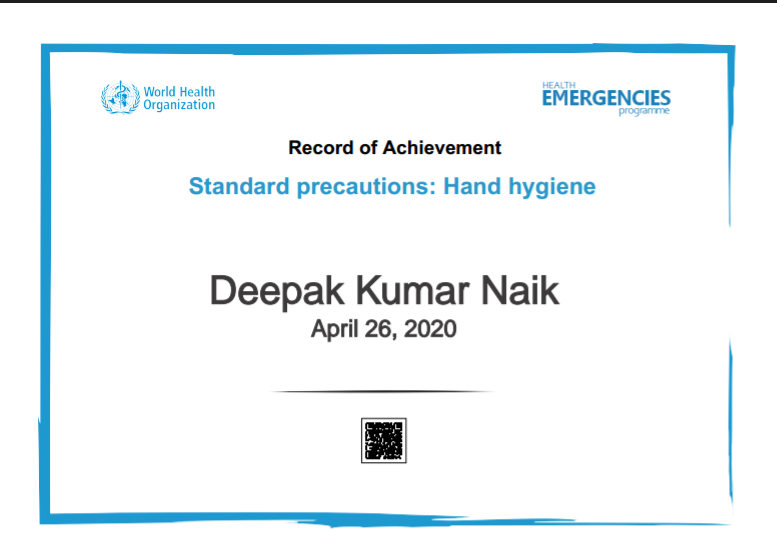 World Health
Organization
HEALTH
EMERGENCIES
programme
Record of Achievement
Standard precautions: Hand hygiene
Deepak Kumar Naik
April 26, 2020